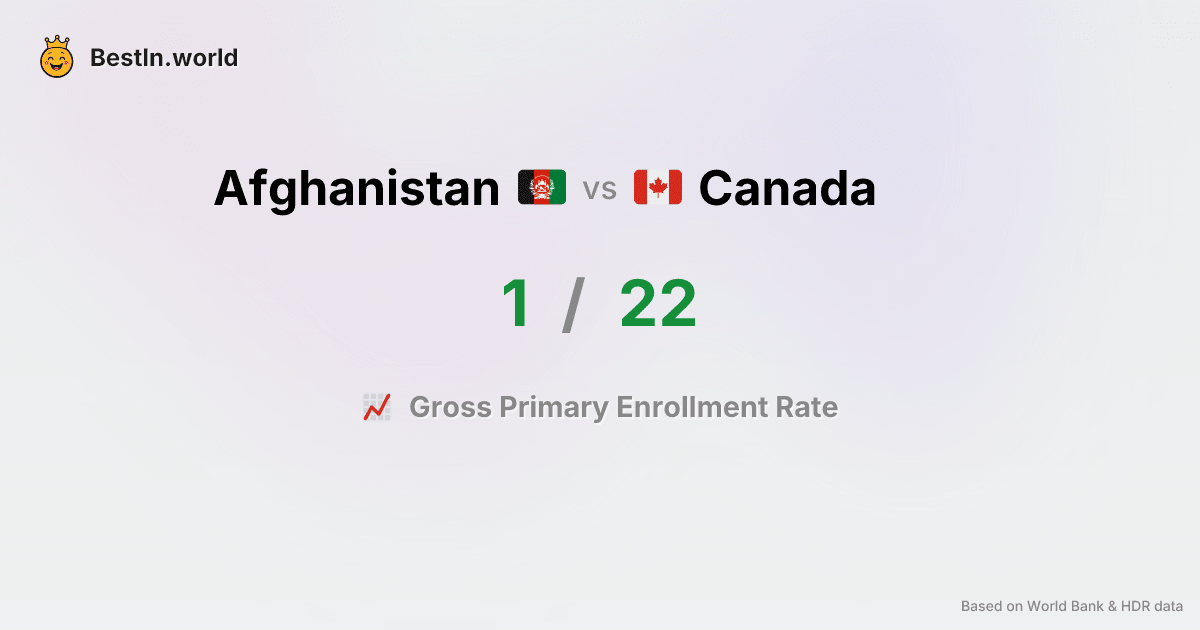 BestIn.world
Afghanistan vs Canada
1 / 22
Gross Primary Enrollment Rate
Based on World Bank & HDR data